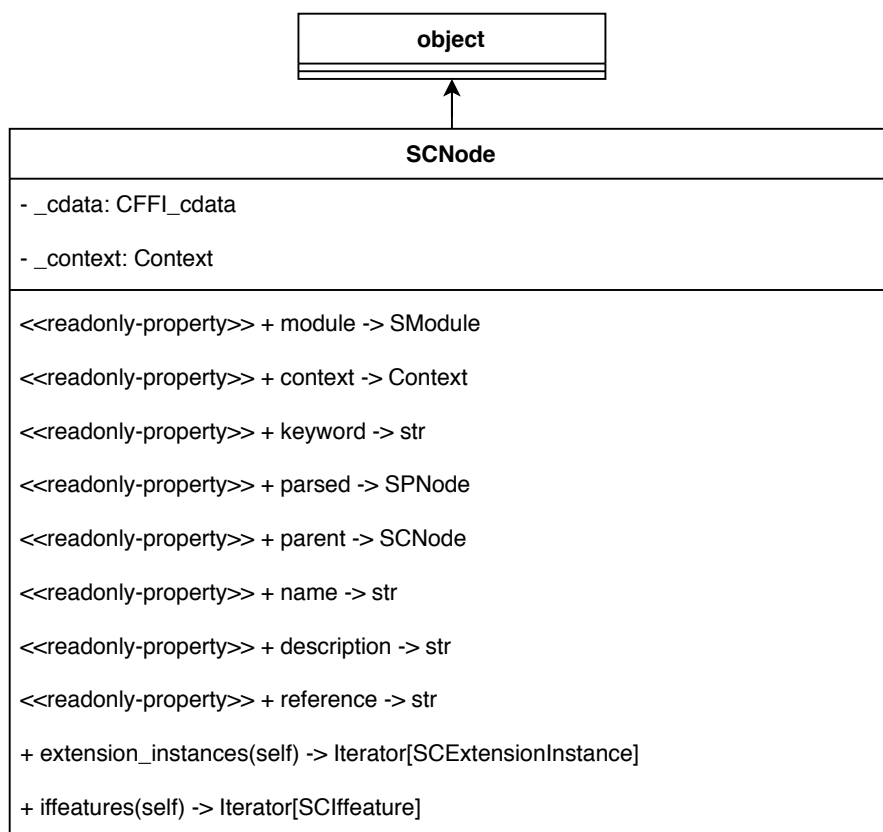 object
SCNode
- _cdata: CFFI_cdata
- _context: Context
<<readonly-property>> + module -> SModule
<<readonly-property>> + context -> Context
<<readonly-property>> + keyword -> str
<<readonly-property>> + parsed -> SPNode
<<readonly-property>> + parent -> SCNode
<<readonly-property>> + name -> str
<<readonly-property>> + description -> str
<<readonly-property>> + reference -> str
+ extension_instances(self) -> Iterator[SCExtensionInstance]
+ iffeatures(self) -> Iterator[SCIffeature]